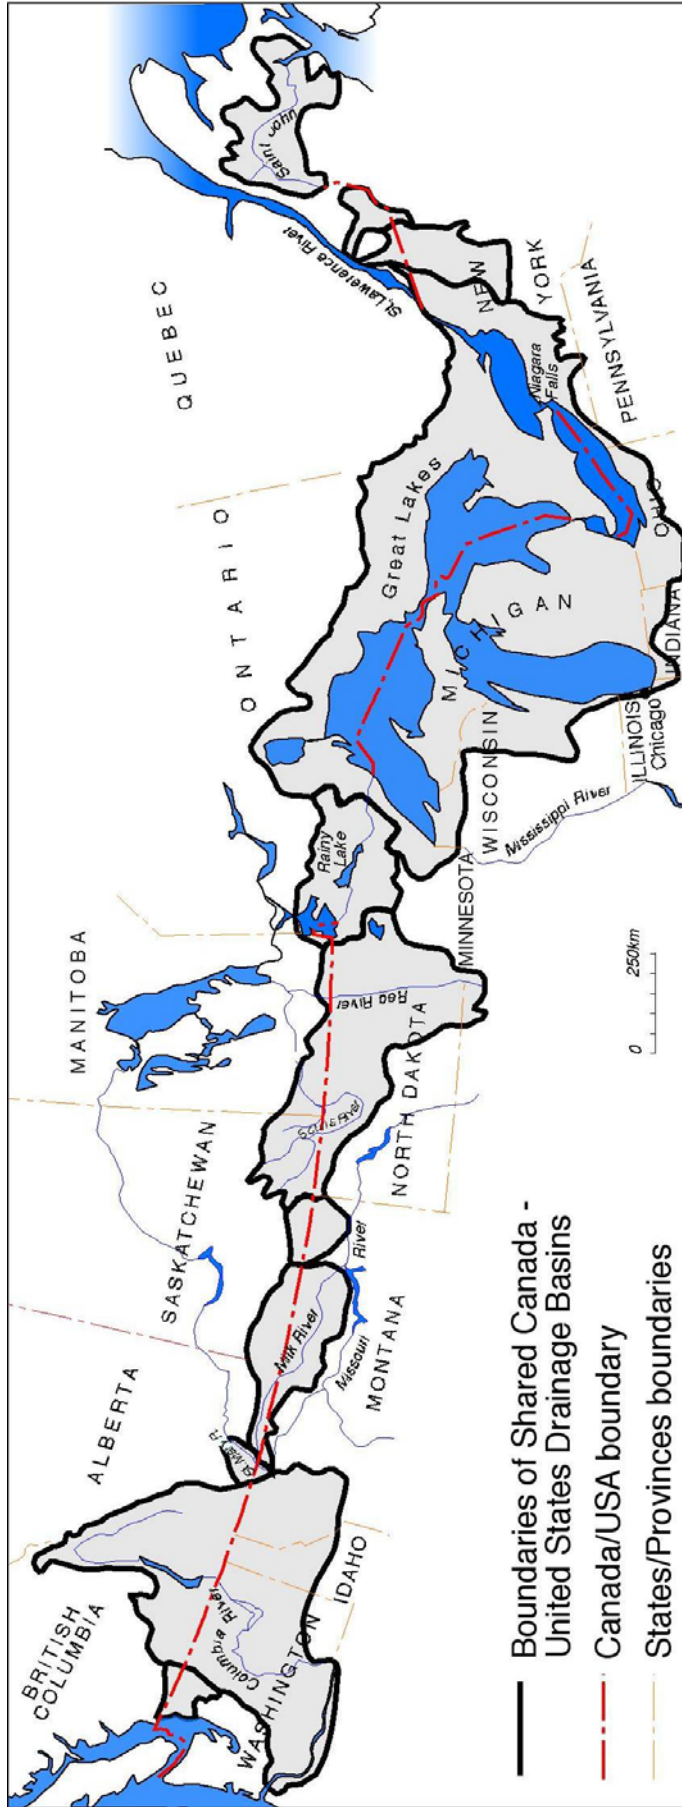 BRITISH
COLUMBIA
ALBERTA
SASKATCHEWAN
MANITOBA
ONTARIO
QUEBEC
WASHINGTON
IDAHO
MONTANA
NORTH DAKOTA
MINNESOTA
WISCONSIN
MICHIGAN
ILLINOIS
Chicago
INDIANA
OHIO
PENNSYLVANIA
NEW
YORK
Columbia
River
Milk River
Missouri
River
Souris River
Red River
Rainy
Lake
Mississippi River
Great Lakes
Niagara
Falls
St. Lawerence River
Saint John
0 250km
Boundaries of Shared Canada -
United States Drainage Basins
Canada/USA boundary
States/Provinces boundaries